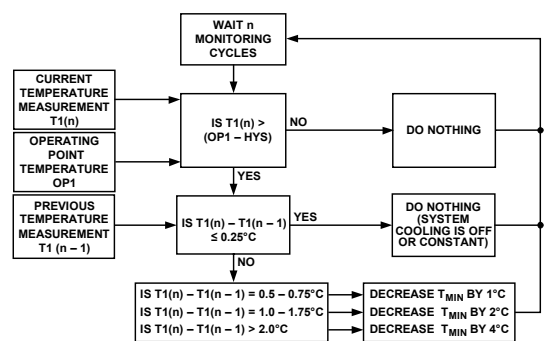 WAIT n
MONITORING
CYCLES
CURRENT
TEMPERATURE
MEASUREMENT
T1(n)
IS T1(n) >
(OP1 – HYS)
NO
DO NOTHING
OPERATING
POINT
TEMPERATURE
OP1
YES
PREVIOUS
TEMPERATURE
MEASUREMENT
T1 (n – 1)
IS T1(n) – T1(n – 1)
≤ 0.25°C
YES
DO NOTHING
(SYSTEM
COOLING IS OFF
OR CONSTANT)
NO
IS T1(n) – T1(n – 1) = 0.5 – 0.75°C
DECREASE TMIN BY 1°C
IS T1(n) – T1(n – 1) = 1.0 – 1.75°C
DECREASE TMIN BY 2°C
IS T1(n) – T1(n – 1) > 2.0°C
DECREASE TMIN BY 4°C